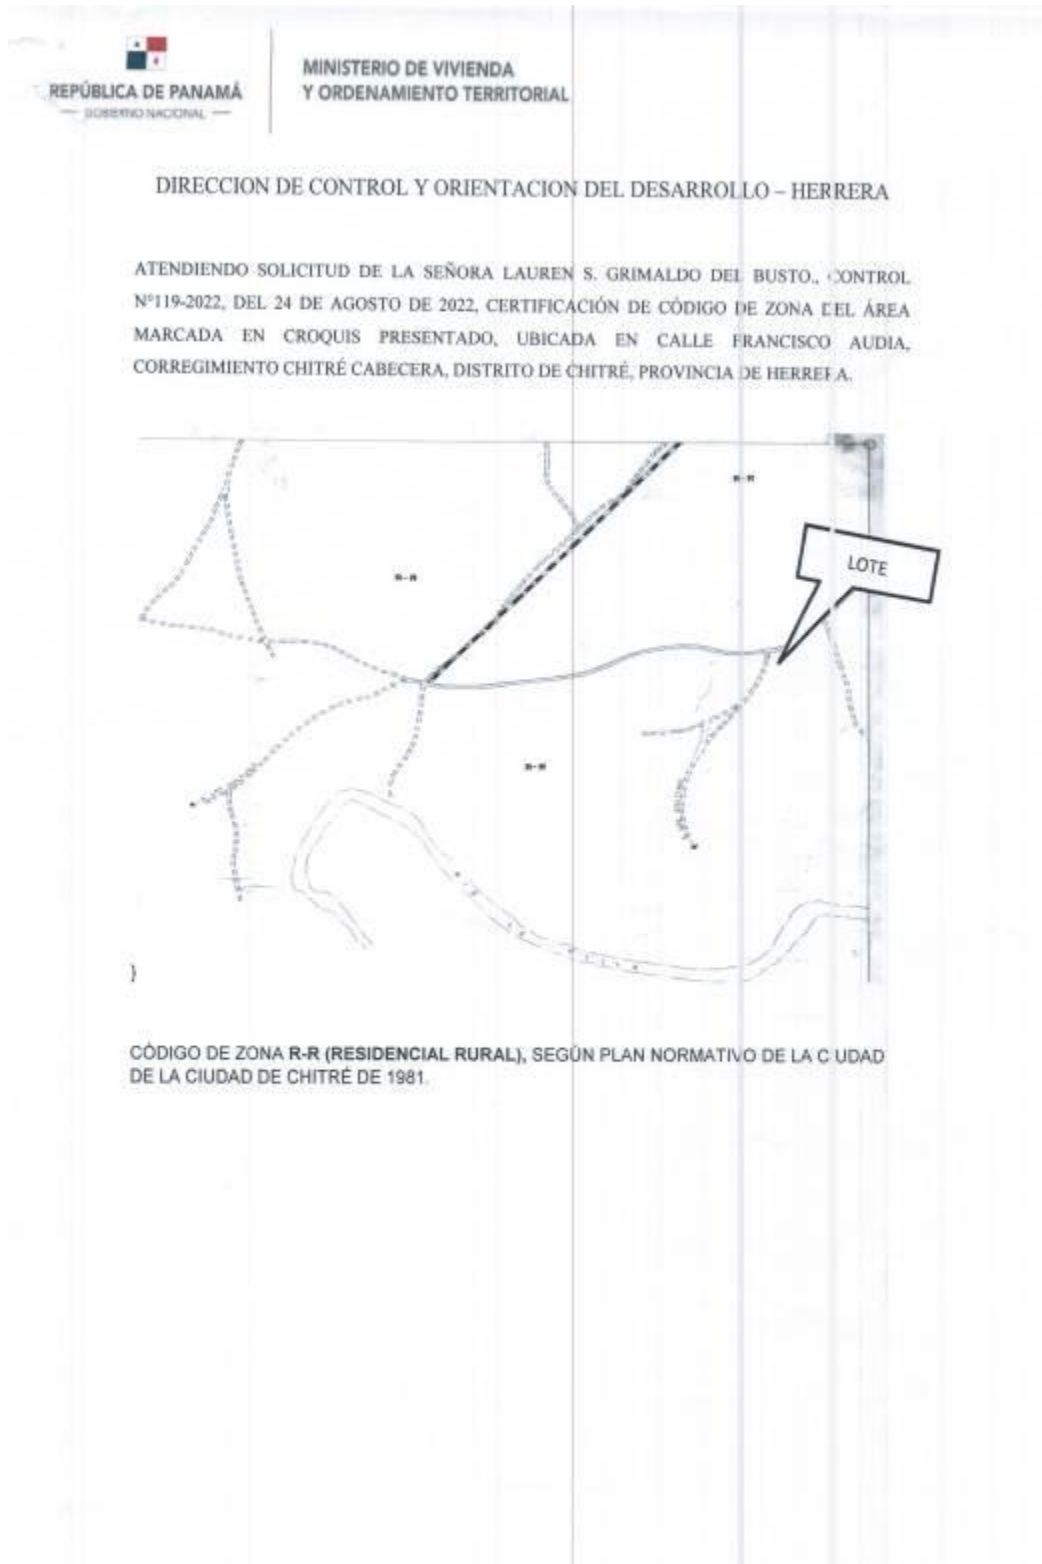 REPÚBLICA DE PANAMÁ
— GOBIERNO NACIONAL —
MINISTERIO DE VIVIENDA
Y ORDENAMIENTO TERRITORIAL
DIRECCION DE CONTROL Y ORIENTACION DEL DESARROLLO – HERRERA
ATENDIENDO SOLICITUD DE LA SEÑORA LAUREN S. GRIMALDO DEL BUSTO., CONTROL
Nº119-2022, DEL 24 DE AGOSTO DE 2022, CERTIFICACIÓN DE CÓDIGO DE ZONA DEL ÁREA
MARCADA EN CROQUIS PRESENTADO, UBICADA EN CALLE FRANCISCO AUDIA,
CORREGIMIENTO CHITRÉ CABECERA, DISTRITO DE CHITRÉ, PROVINCIA DE HERRERA.
R-R
LOTE
R-R
R-R
}
CÓDIGO DE ZONA R-R (RESIDENCIAL RURAL), SEGÚN PLAN NORMATIVO DE LA CIUDAD
DE LA CIUDAD DE CHITRÉ DE 1981.